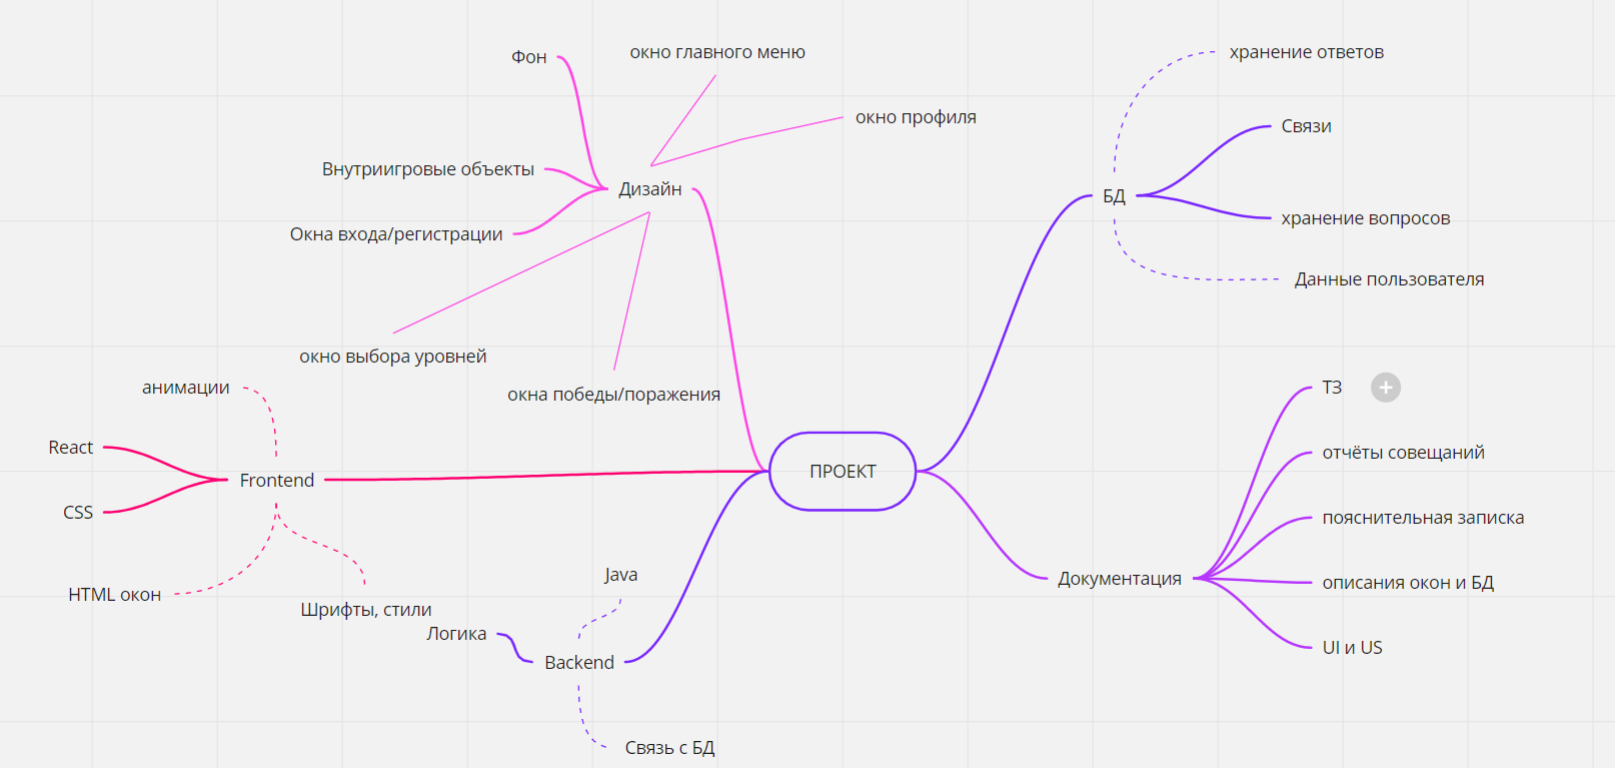 Фон
окно главного меню
хранение ответов
окно профиля
Связи
Внутриигровые объекты
Дизайн
БД
хранение вопросов
Окна входа/регистрации
Данные пользователя
окно выбора уровней
анимации
окна победы/поражения
ТЗ
React
отчёты совещаний
ПРОЕКТ
Frontend
CSS
пояснительная записка
Java
Документация
описания окон и БД
HTML окон
Шрифты, стили
Логика
UI и US
Backend
Связь с БД